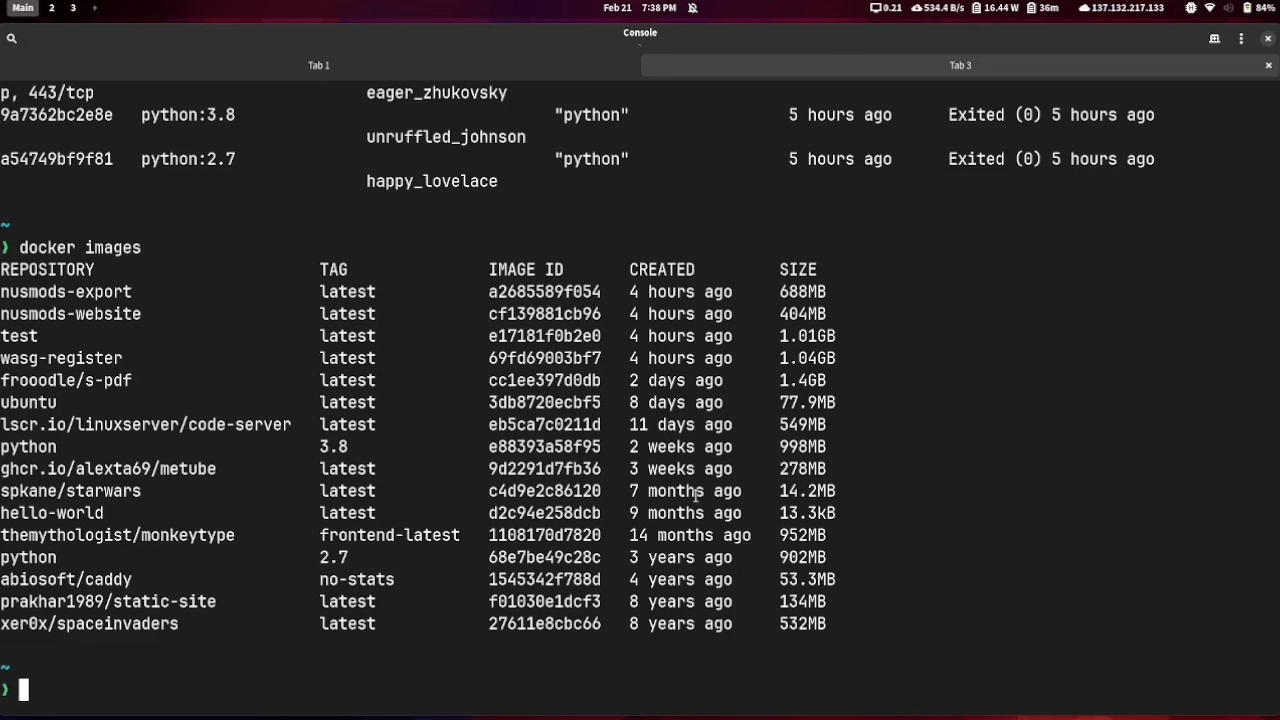 Main 2 3 + Feb 21 7:38 PM 0.21 534.4 B/s 16.44 W 36m 137.132.217.133 84%
Console
Tab 1 Tab 3 ×
p, 443/tcp eager_zhukovsky
9a7362bc2e8e python:3.8 "python" 5 hours ago Exited (0) 5 hours ago
unruffled_johnson
a54749bf9f81 python:2.7 "python" 5 hours ago Exited (0) 5 hours ago
happy_lovelace
~
❯ docker images
REPOSITORY TAG IMAGE ID CREATED SIZE
nusmods-export latest a2685589f054 4 hours ago 688MB
nusmods-website latest cf139881cb96 4 hours ago 404MB
test latest e17181f0b2e0 4 hours ago 1.01GB
wasg-register latest 69fd69003bf7 4 hours ago 1.04GB
frooodle/s-pdf latest cc1ee397d0db 2 days ago 1.4GB
ubuntu latest 3db8720ecbf5 8 days ago 77.9MB
lscr.io/linuxserver/code-server latest eb5ca7c0211d 11 days ago 549MB
python 3.8 e88393a58f95 2 weeks ago 998MB
ghcr.io/alexta69/metube latest 9d2291d7fb36 3 weeks ago 278MB
spkane/starwars latest c4d9e2c86120 7 months ago 14.2MB
hello-world latest d2c94e258dcb 9 months ago 13.3kB
themythologist/monkeytype frontend-latest 1108170d7820 14 months ago 952MB
python 2.7 68e7be49c28c 3 years ago 902MB
abiosoft/caddy no-stats 1545342f788d 4 years ago 53.3MB
prakhar1989/static-site latest f01030e1dcf3 8 years ago 134MB
xer0x/spaceinvaders latest 27611e8cbc66 8 years ago 532MB
~
❯